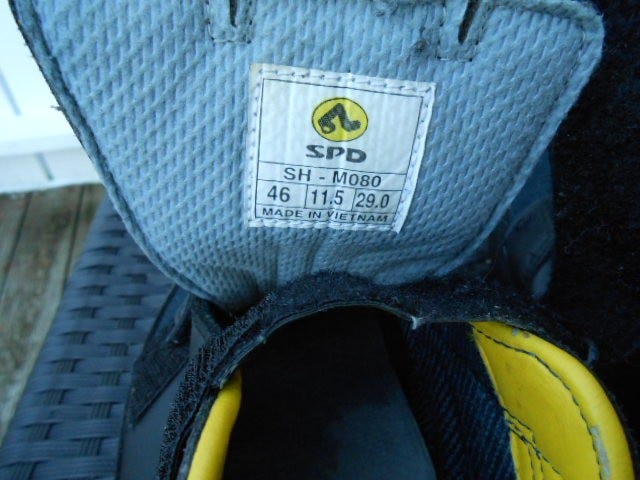 SPD
SH - M080
46 11.5 29.0
MADE IN VIETNAM